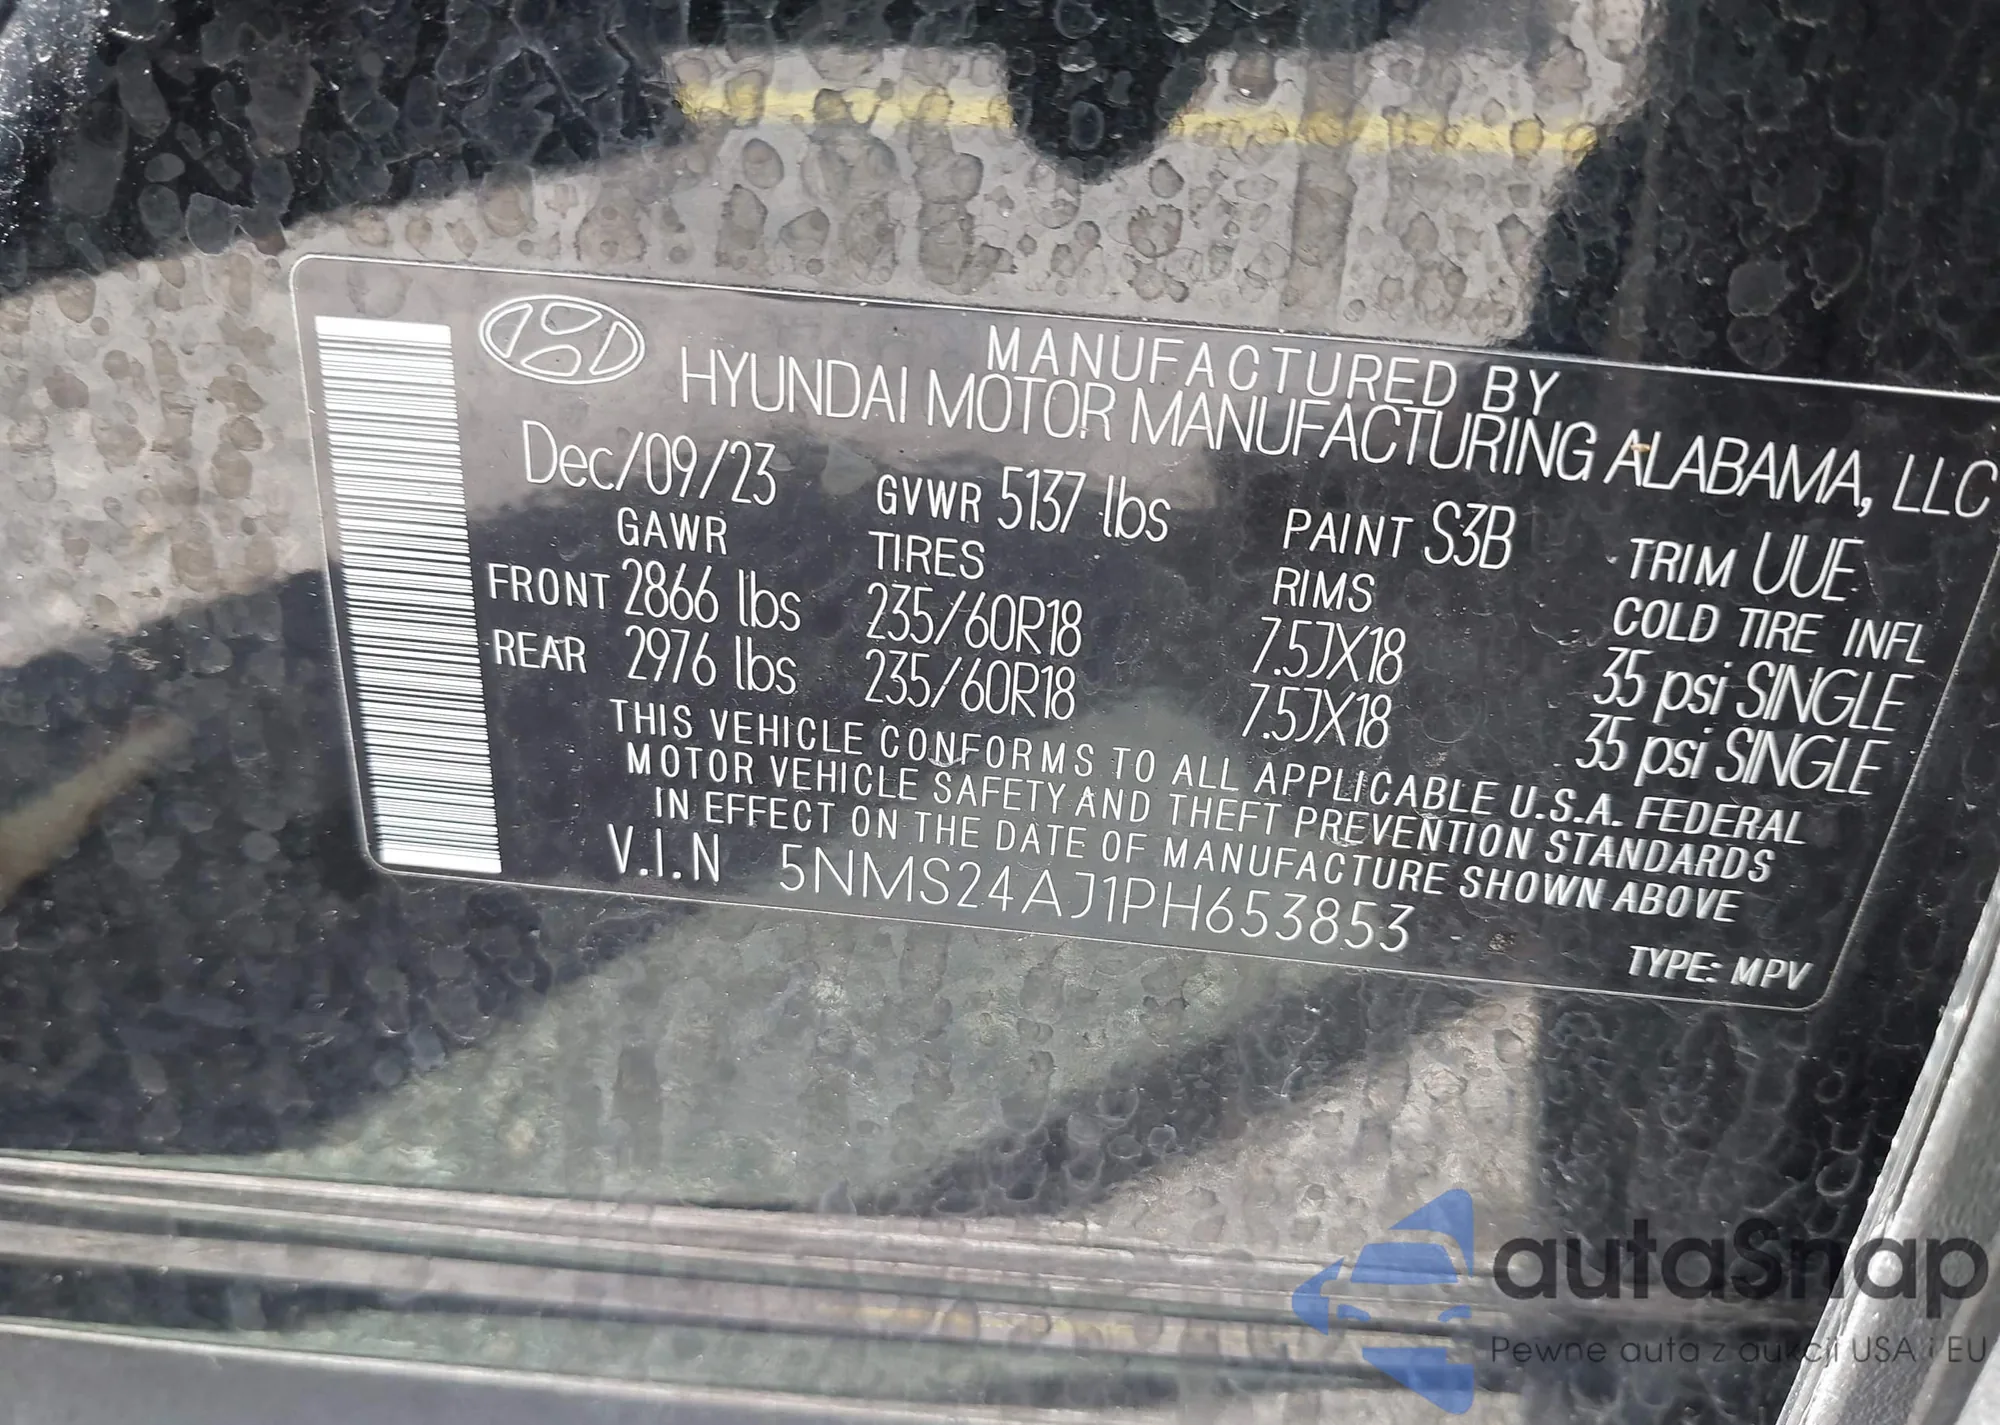 MANUFACTURED BY
HYUNDAI MOTOR MANUFACTURING ALABAMA, LLC
Dec/09/23 GVWR 5137 lbs PAINT S3B TRIM UUE
GAWR TIRES RIMS COLD TIRE INFL
FRONT 2866 lbs 235/60R18 7.5JX18 35 psi SINGLE
REAR 2976 lbs 235/60R18 7.5JX18 35 psi SINGLE
THIS VEHICLE CONFORMS TO ALL APPLICABLE U.S.A. FEDERAL
MOTOR VEHICLE SAFETY AND THEFT PREVENTION STANDARDS
IN EFFECT ON THE DATE OF MANUFACTURE SHOWN ABOVE
V.I.N 5NMS24AJ1PH653853
TYPE: MPV
autaSnap
Pewne auta z aukcji USA i EU